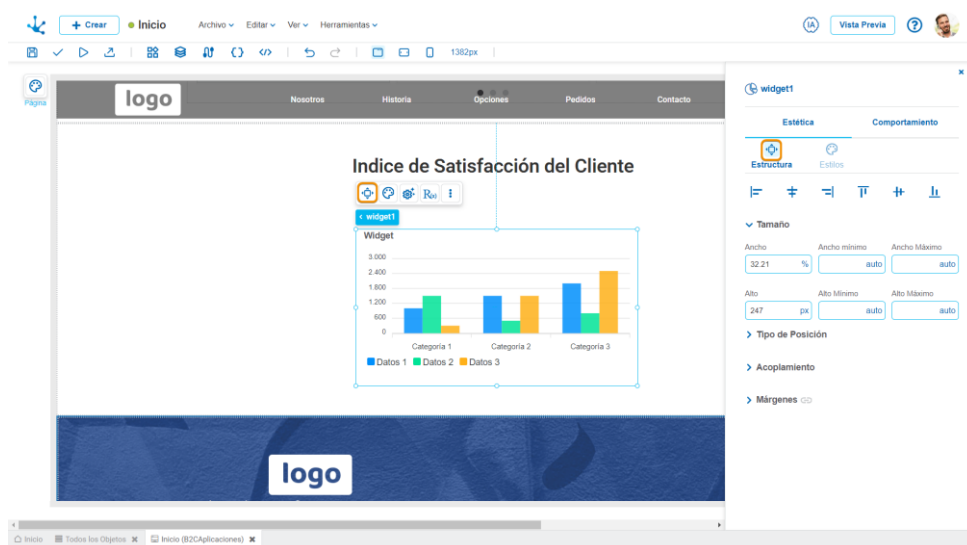 + Crear
Inicio
Archivo Editar Ver Herramientas
IA
Vista Previa
?
1382px
Página
logo
Nosotros Historia Opciones Pedidos Contacto
Indice de Satisfacción del Cliente
R(x)
widget1
Widget
3.000
2.400
1.800
1.200
600
0
Categoría 1 Categoría 2 Categoría 3
Datos 1 Datos 2 Datos 3
logo
widget1
Estética Comportamiento
Estructura Estilos
Tamaño
Ancho Ancho mínimo Ancho Máximo
32.21 % auto auto
Alto Alto Mínimo Alto Máximo
247 px auto auto
Tipo de Posición
Acoplamiento
Márgenes
Inicio Todos los Objetos Inicio (B2CAplicaciones)